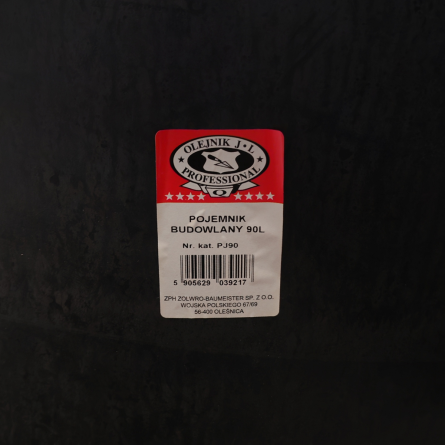 OLEJNIK J·L
PROFESSIONAL
Q
POJEMNIK
BUDOWLANY 90L
Nr. kat. PJ90
5 905629 039217
ZPH ZOLWRO-BAUMEISTER SP. Z O.O.
WOJSKA POLSKIEGO 67/69
56-400 OLEŚNICA